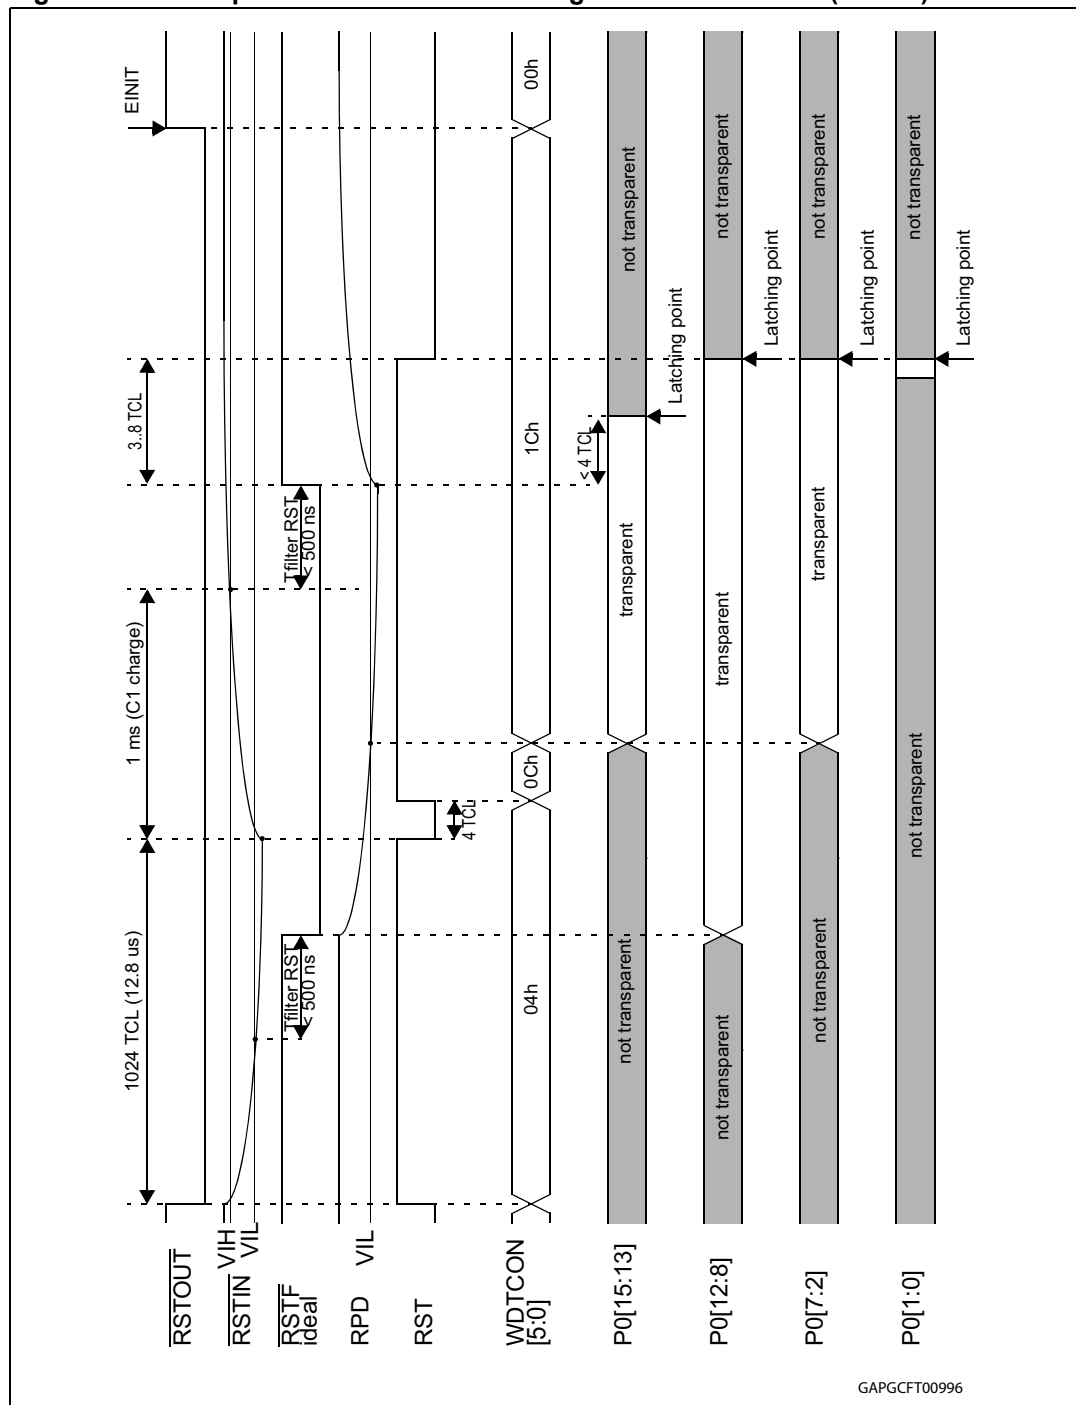 EINIT
3..8 TCL
1 ms (C1 charge)
1024 TCL (12.8 us)
RSTOUT
VIH
VIL
RSTIN
Tfilter RST
< 500 ns
Tfilter RST
< 500 ns
RSTF
ideal
VIL
RPD
4 TCL
RST
00h
1Ch
0Ch
04h
WDTCON
[5:0]
< 4 TCL
not transparent
transparent
not transparent
Latching point
P0[15:13]
not transparent
transparent
not transparent
Latching point
P0[12:8]
not transparent
transparent
not transparent
Latching point
P0[7:2]
not transparent
not transparent
Latching point
P0[1:0]
GAPGCFT00996